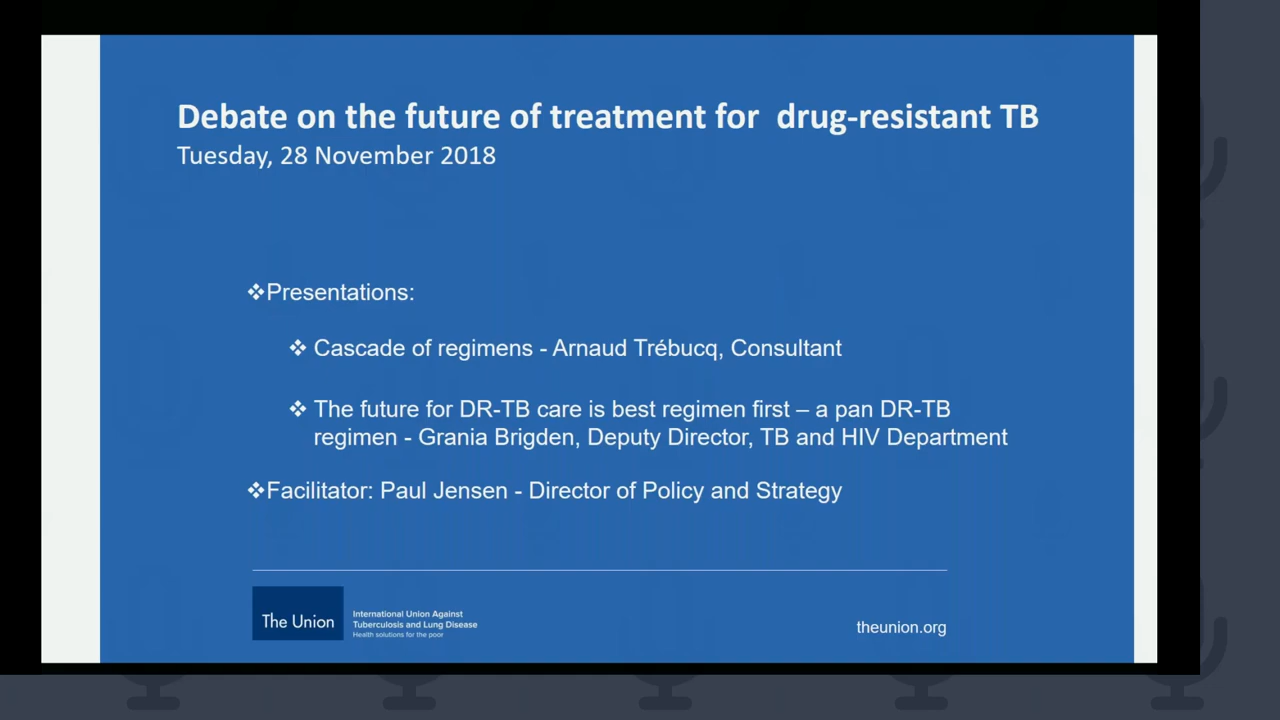 Debate on the future of treatment for  drug-resistant TB
Tuesday, 28 November 2018
❖Presentations:
❖ Cascade of regimens - Arnaud Trébucq, Consultant
❖ The future for DR-TB care is best regimen first – a pan DR-TB
regimen - Grania Brigden, Deputy Director, TB and HIV Department
❖Facilitator: Paul Jensen - Director of Policy and Strategy
The Union
International Union Against
Tuberculosis and Lung Disease
Health solutions for the poor
theunion.org